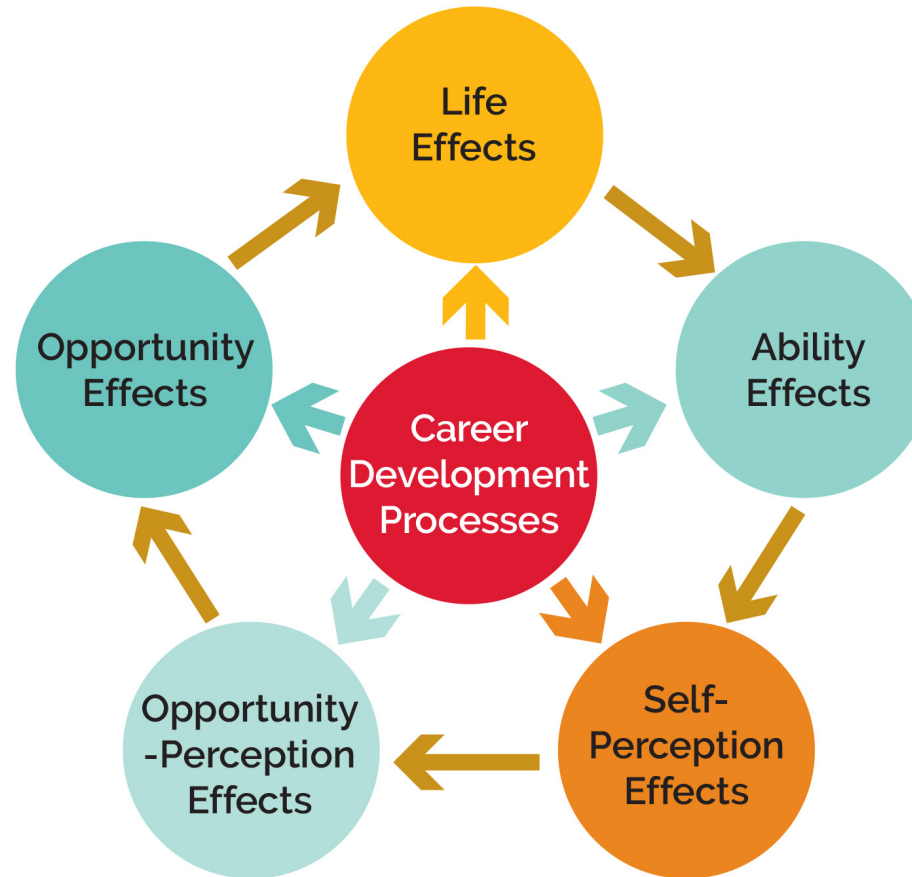 Life
Effects
Opportunity
Effects
Ability
Effects
Career
Development
Processes
Opportunity
-Perception
Effects
Self-
Perception
Effects